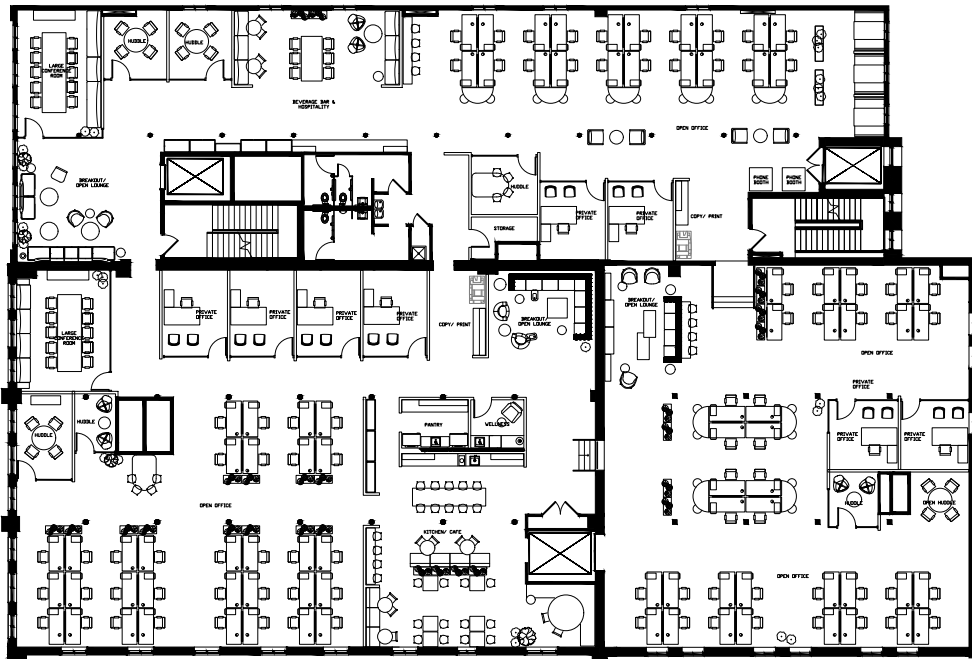 LARGE
CONFERENCE
ROOM
HUDDLE
HUDDLE
BEVERAGE BAR &
HOSPITALITY
OPEN OFFICE
BREAKOUT/
OPEN LOUNGE
HUDDLE
PHONE
BOOTH
PHONE
BOOTH
PRIVATE
OFFICE
PRIVATE
OFFICE
COPY/ PRINT
STORAGE
LARGE
CONFERENCE
ROOM
PRIVATE
OFFICE
PRIVATE
OFFICE
PRIVATE
OFFICE
PRIVATE
OFFICE
COPY/ PRINT
BREAKOUT/
OPEN LOUNGE
BREAKOUT/
OPEN LOUNGE
OPEN OFFICE
PRIVATE
OFFICE
HUDDLE
HUDDLE
PANTRY
WELLNESS
PRIVATE
OFFICE
PRIVATE
OFFICE
OPEN OFFICE
HUDDLE
OPEN HUDDLE
KITCHEN/ CAFE
OPEN OFFICE